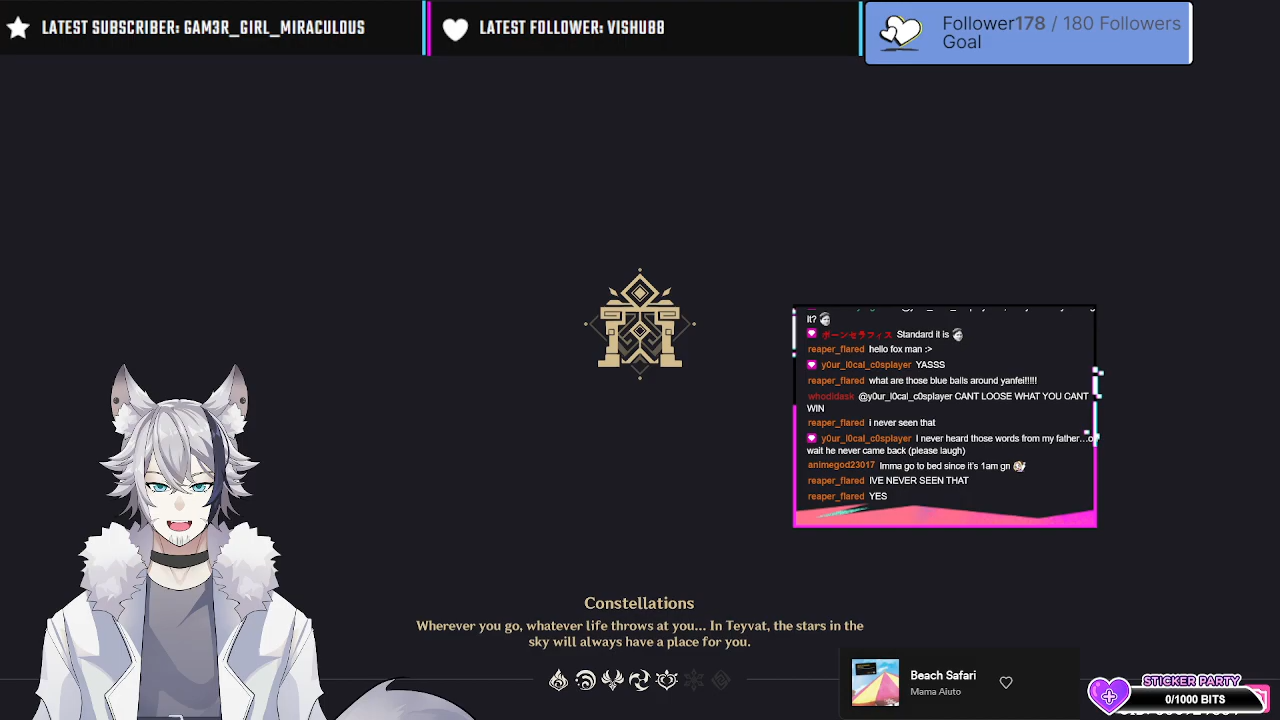 LATEST SUBSCRIBER: GAM3R_GIRL_MIRACULOUS
LATEST FOLLOWER: VISHU88
Follower178 / 180 Followers
Goal
it?
ボーンセラフィス Standard it is
reaper_flared hello fox man :>
y0ur_l0cal_c0splayer YASSS
reaper_flared what are those blue balls around yanfei!!!!!
whodidask @y0ur_l0cal_c0splayer CANT LOOSE WHAT YOU CANT
WIN
reaper_flared i never seen that
y0ur_l0cal_c0splayer I never heard those words from my father…o
wait he never came back (please laugh)
animegod23017 Imma go to bed since it's 1am gn
reaper_flared IVE NEVER SEEN THAT
reaper_flared YES
Constellations
Wherever you go, whatever life throws at you... In Teyvat, the stars in the
sky will always have a place for you.
Beach Safari
Mama Aiuto
STICKER PARTY
0/1000 BITS